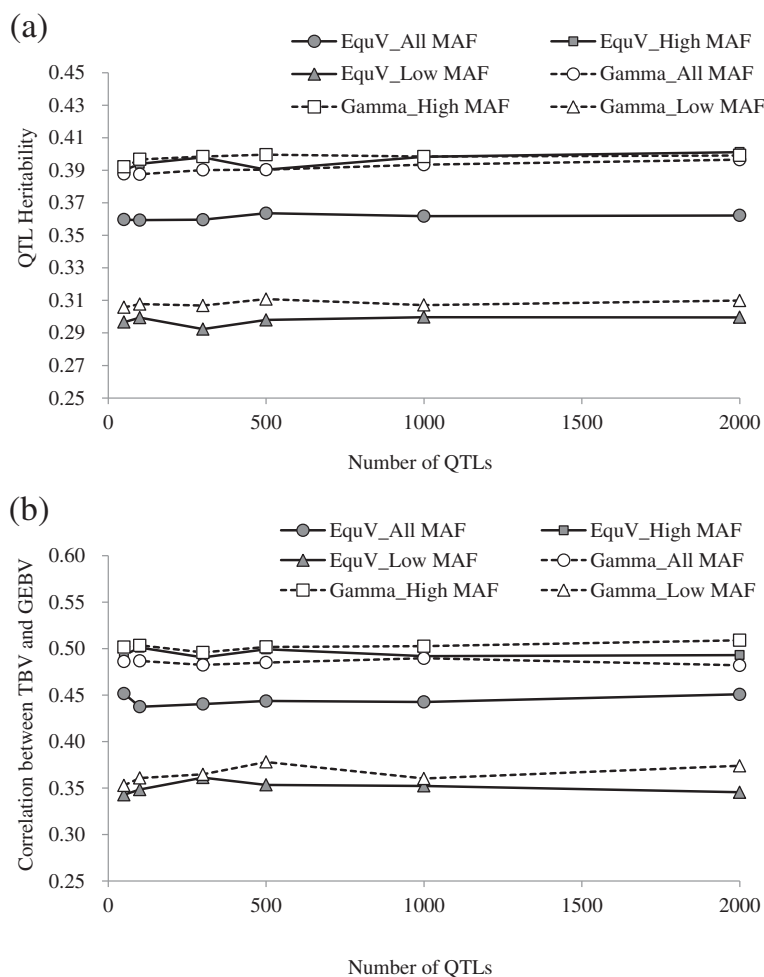 (a)
EquV_All MAF EquV_High MAF
EquV_Low MAF Gamma_All MAF
Gamma_High MAF Gamma_Low MAF
QTL Heritability
0.45
0.43
0.41
0.39
0.37
0.35
0.33
0.31
0.29
0.27
0.25
0 500 1000 1500 2000
Number of QTLs
(b)
EquV_All MAF EquV_High MAF
EquV_Low MAF Gamma_All MAF
Gamma_High MAF Gamma_Low MAF
Correlation between TBV and GEBV
0.60
0.55
0.50
0.45
0.40
0.35
0.30
0.25
0 500 1000 1500 2000
Number of QTLs